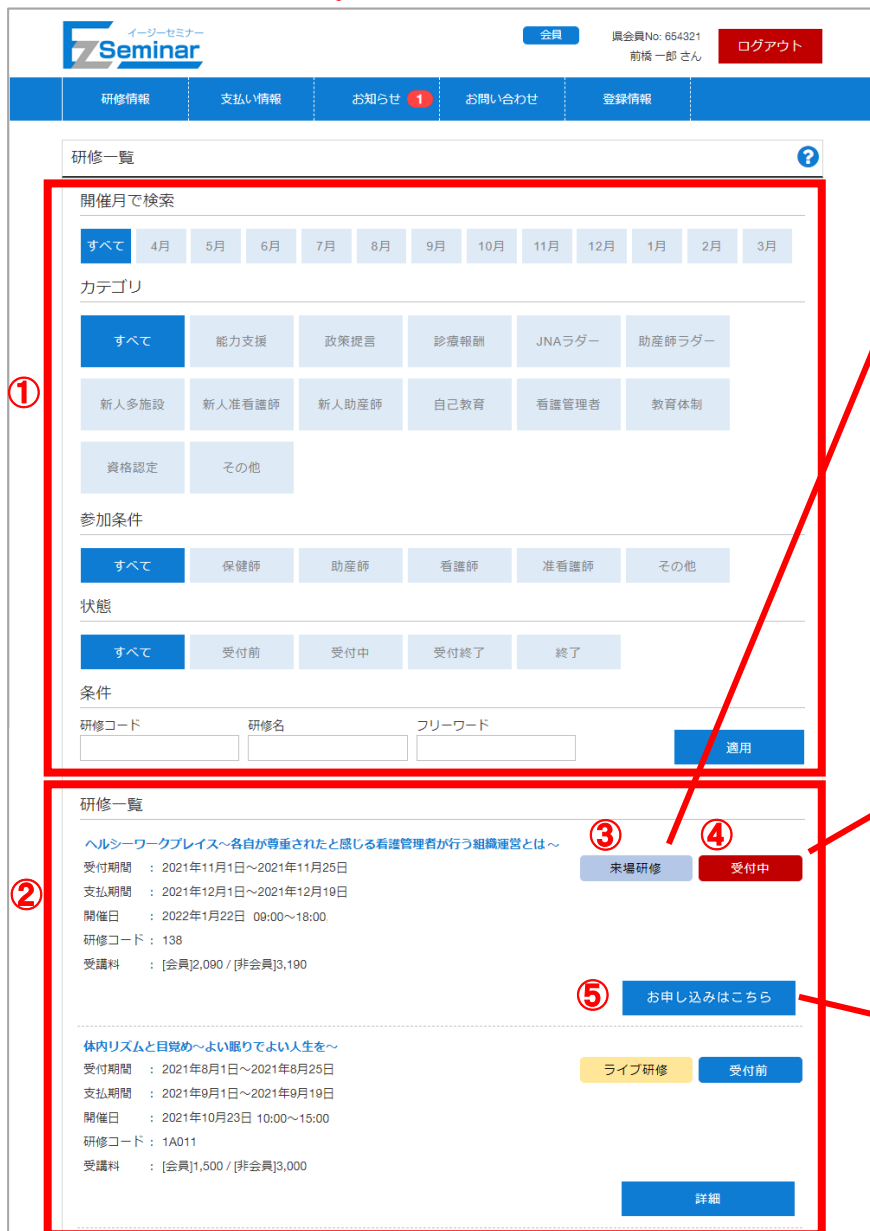 イージーセミナー
EzSeminar
会員
県会員No: 654321
前橋 一郎 さん
ログアウト
研修情報 支払い情報 お知らせ 1 お問い合わせ 登録情報
研修一覧 ?
開催月で検索
すべて 4月 5月 6月 7月 8月 9月 10月 11月 12月 1月 2月 3月
カテゴリ
すべて 能力支援 政策提言 診療報酬 JNAラダー 助産師ラダー
①
新人多施設 新人准看護師 新人助産師 自己教育 看護管理者 教育体制
資格認定 その他
参加条件
すべて 保健師 助産師 看護師 准看護師 その他
状態
すべて 受付前 受付中 受付終了 終了
条件
研修コード 研修名 フリーワード
適用
研修一覧
③ ④
ヘルシーワークプレイス～各自が尊重されたと感じる看護管理者が行う組織運営とは～
受付期間 : 2021年11月1日～2021年11月25日 来場研修 受付中
②
支払期間 : 2021年12月1日～2021年12月19日
開催日 : 2022年1月22日 09:00～18:00
研修コード : 138
受講料 : [会員]2,090 / [非会員]3,190
⑤ お申し込みはこちら
体内リズムと目覚め～よい眠りでよい人生を～
受付期間 : 2021年8月1日～2021年8月25日 ライブ研修 受付前
支払期間 : 2021年9月1日～2021年9月19日
開催日 : 2021年10月23日 10:00～15:00
研修コード : 1A011
受講料 : [会員]1,500 / [非会員]3,000
詳細